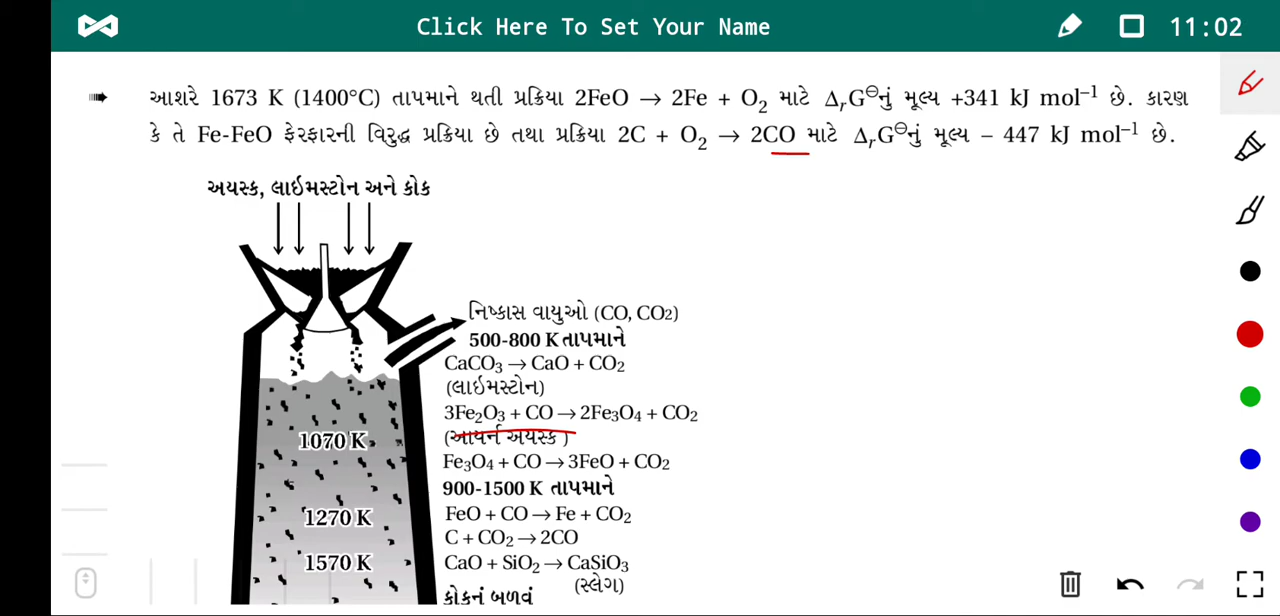 Click Here To Set Your Name
11:02
આશરે 1673 K (1400°C) તાપમાને થતી પ્રક્રિયા 2FeO → 2Fe + O₂ માટે ΔᵣG⊖નું મૂલ્ય +341 kJ mol⁻¹ છે. કારણ
કે તે Fe-FeO ફેરફારની વિરુદ્ધ પ્રક્રિયા છે તથા પ્રક્રિયા 2C + O₂ → 2CO માટે ΔᵣG⊖નું મૂલ્ય – 447 kJ mol⁻¹ છે.
અયસ્ક, લાઇમસ્ટોન અને કોક
નિષ્કાસ વાયુઓ (CO, CO₂)
500-800 K તાપમાને
CaCO₃ → CaO + CO₂
(લાઇમસ્ટોન)
3Fe₂O₃ + CO → 2Fe₃O₄ + CO₂
(આયર્ન અયસ્ક)
1070 K
Fe₃O₄ + CO → 3FeO + CO₂
900-1500 K તાપમાને
FeO + CO → Fe + CO₂
1270 K
C + CO₂ → 2CO
1570 K
CaO + SiO₂ → CaSiO₃
(સ્લેગ)
કોકનું બળવું